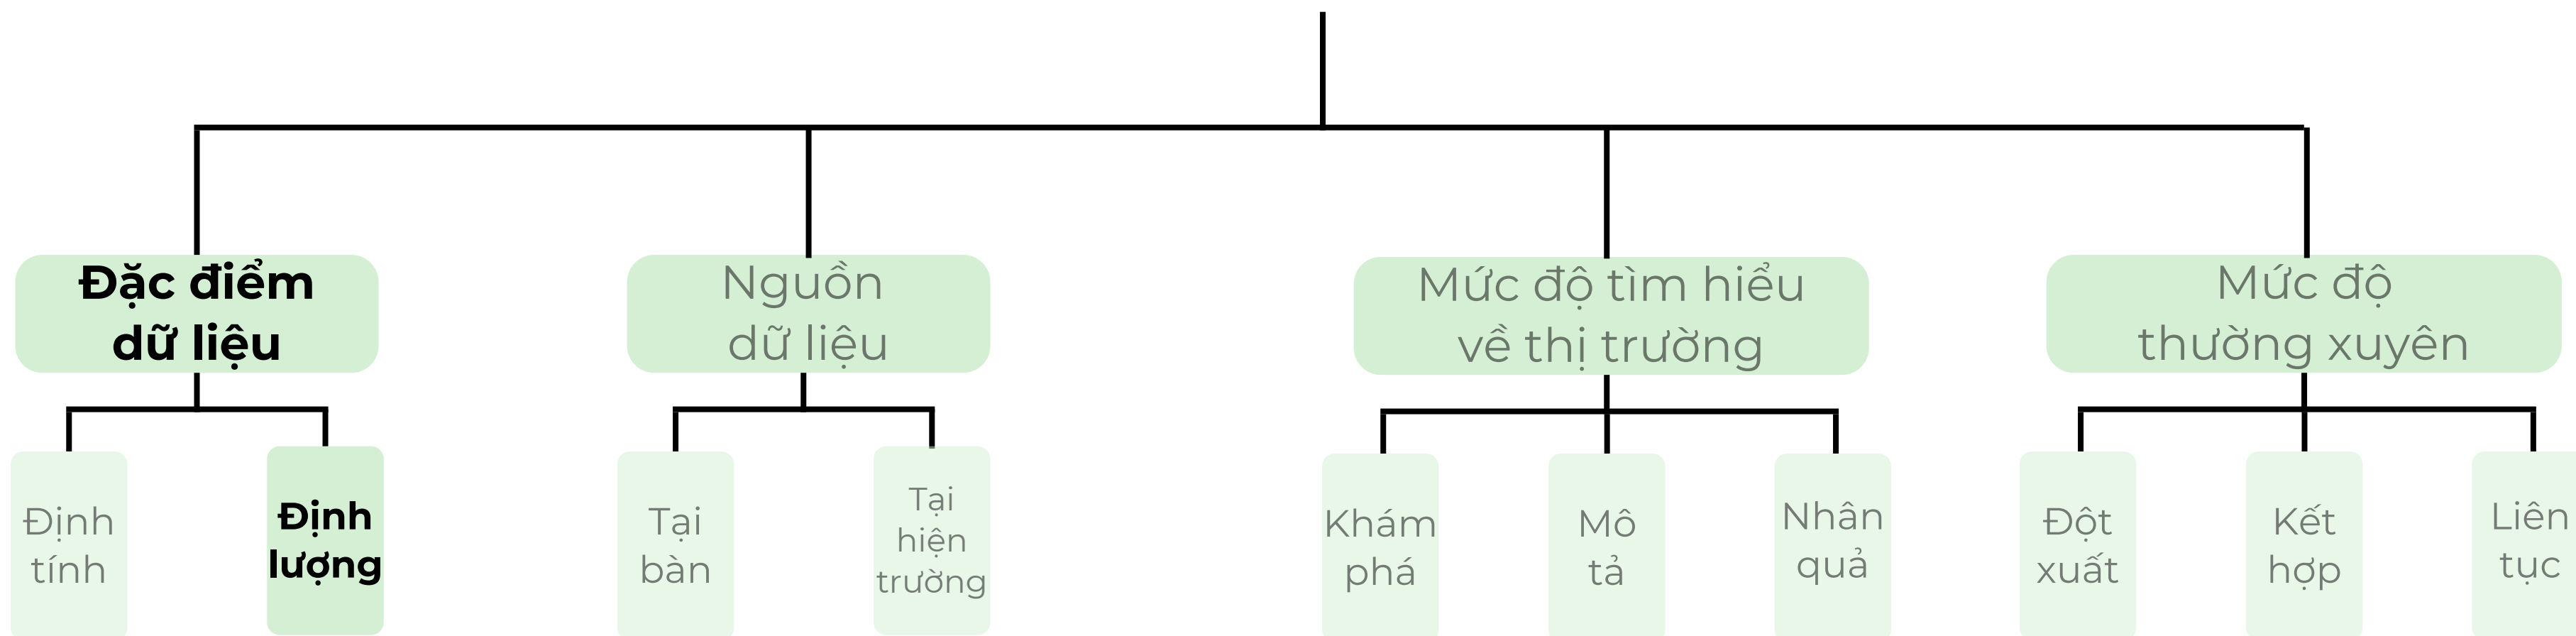 Đặc điểm
dữ liệu
Nguồn
dữ liệu
Mức độ tìm hiểu
về thị trường
Mức độ
thường xuyên
Định
tính
Định
lượng
Tại
bàn
Tại
hiện
trường
Khám
phá
Mô
tả
Nhân
quả
Đột
xuất
Kết
hợp
Liên
tục